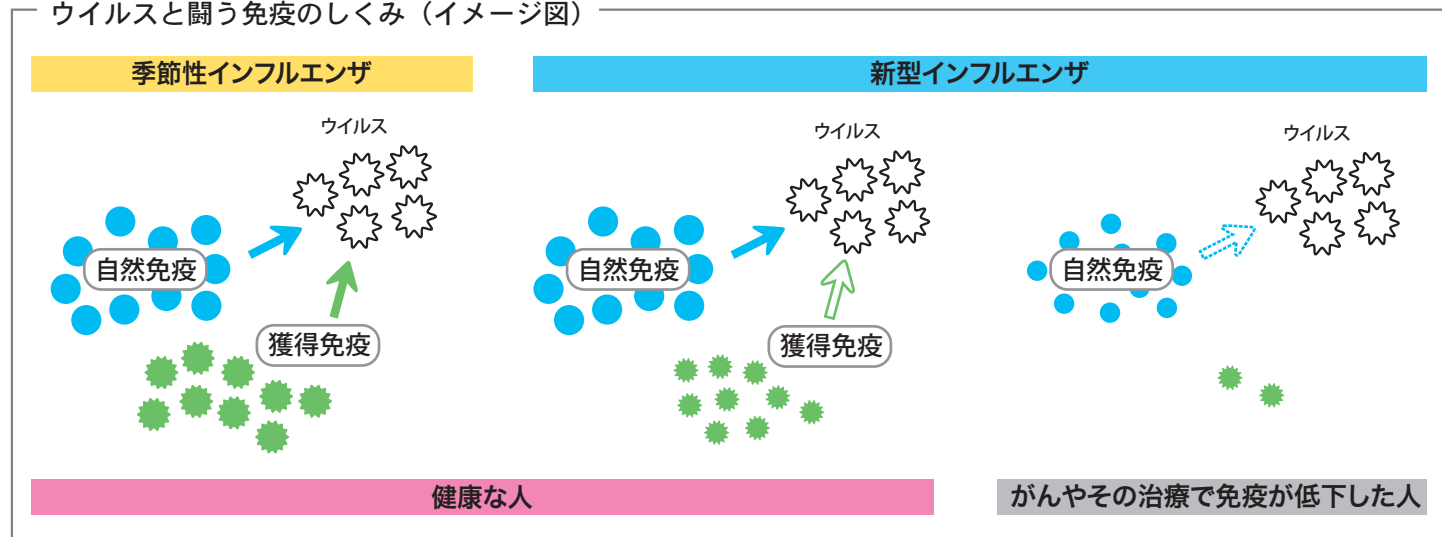 ウイルスと闘う免疫のしくみ（イメージ図）
季節性インフルエンザ
新型インフルエンザ
ウイルス
ウイルス
ウイルス
自然免疫
自然免疫
自然免疫
獲得免疫
獲得免疫
健康な人
がんやその治療で免疫が低下した人